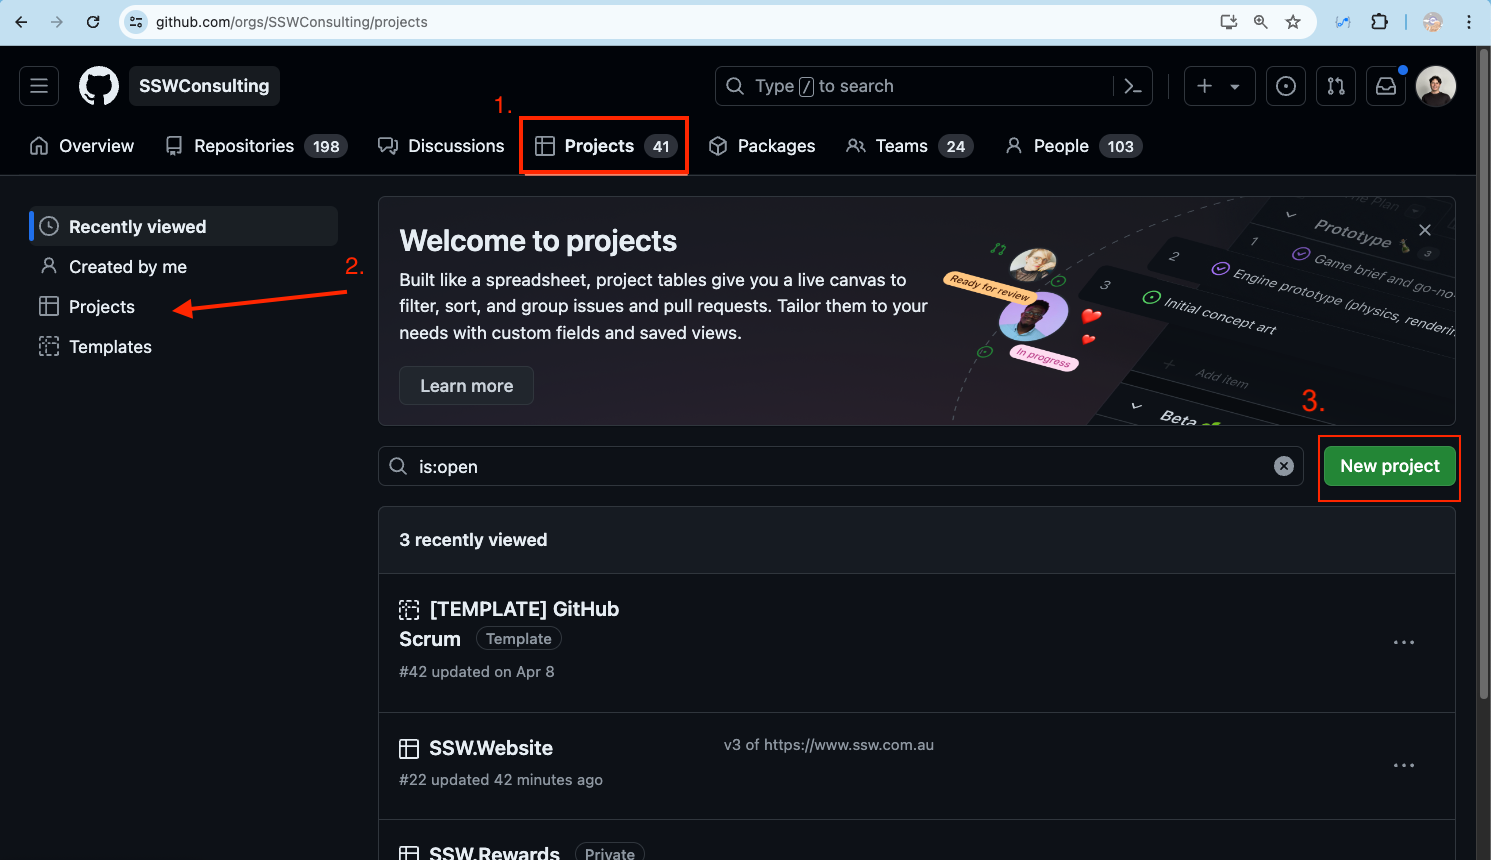 github.com/orgs/SSWConsulting/projects
SSWConsulting
Type / to search
1.
Overview
Repositories 198
Discussions
Projects 41
Packages
Teams 24
People 103
Recently viewed
Created by me
2.
Projects
Templates
Welcome to projects
Built like a spreadsheet, project tables give you a live canvas to
filter, sort, and group issues and pull requests. Tailor them to your
needs with custom fields and saved views.
Learn more
Ready for review
In progress
Plan
Prototype 3
1 Game brief and go-no-
2 Engine prototype (physics, renderin
3 Initial concept art
Add item
Beta
3.
is:open
New project
3 recently viewed
[TEMPLATE] GitHub
Scrum Template
#42 updated on Apr 8
SSW.Website
v3 of https://www.ssw.com.au
#22 updated 42 minutes ago
SSW.Rewards Private